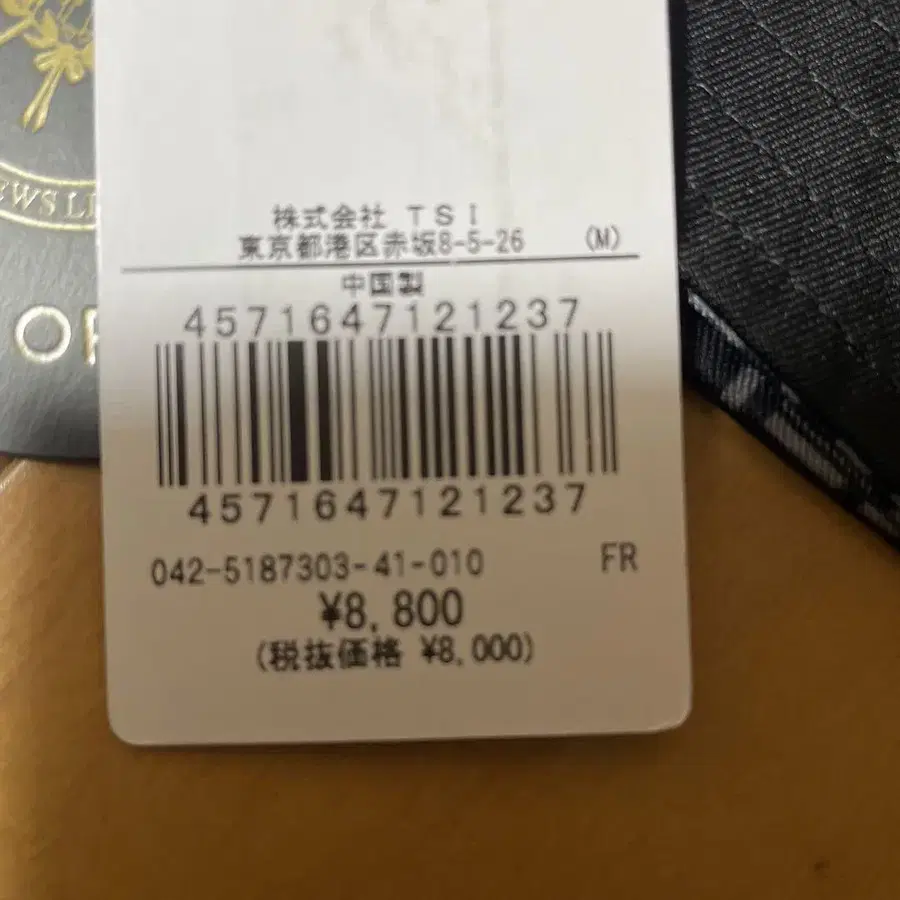 株式会社 TSI
東京都港区赤坂8-5-26 (M)
中国製
4571647121237
4571647121237
042-5187303-41-010 FR
¥8,800
(税抜価格 ¥8,000)